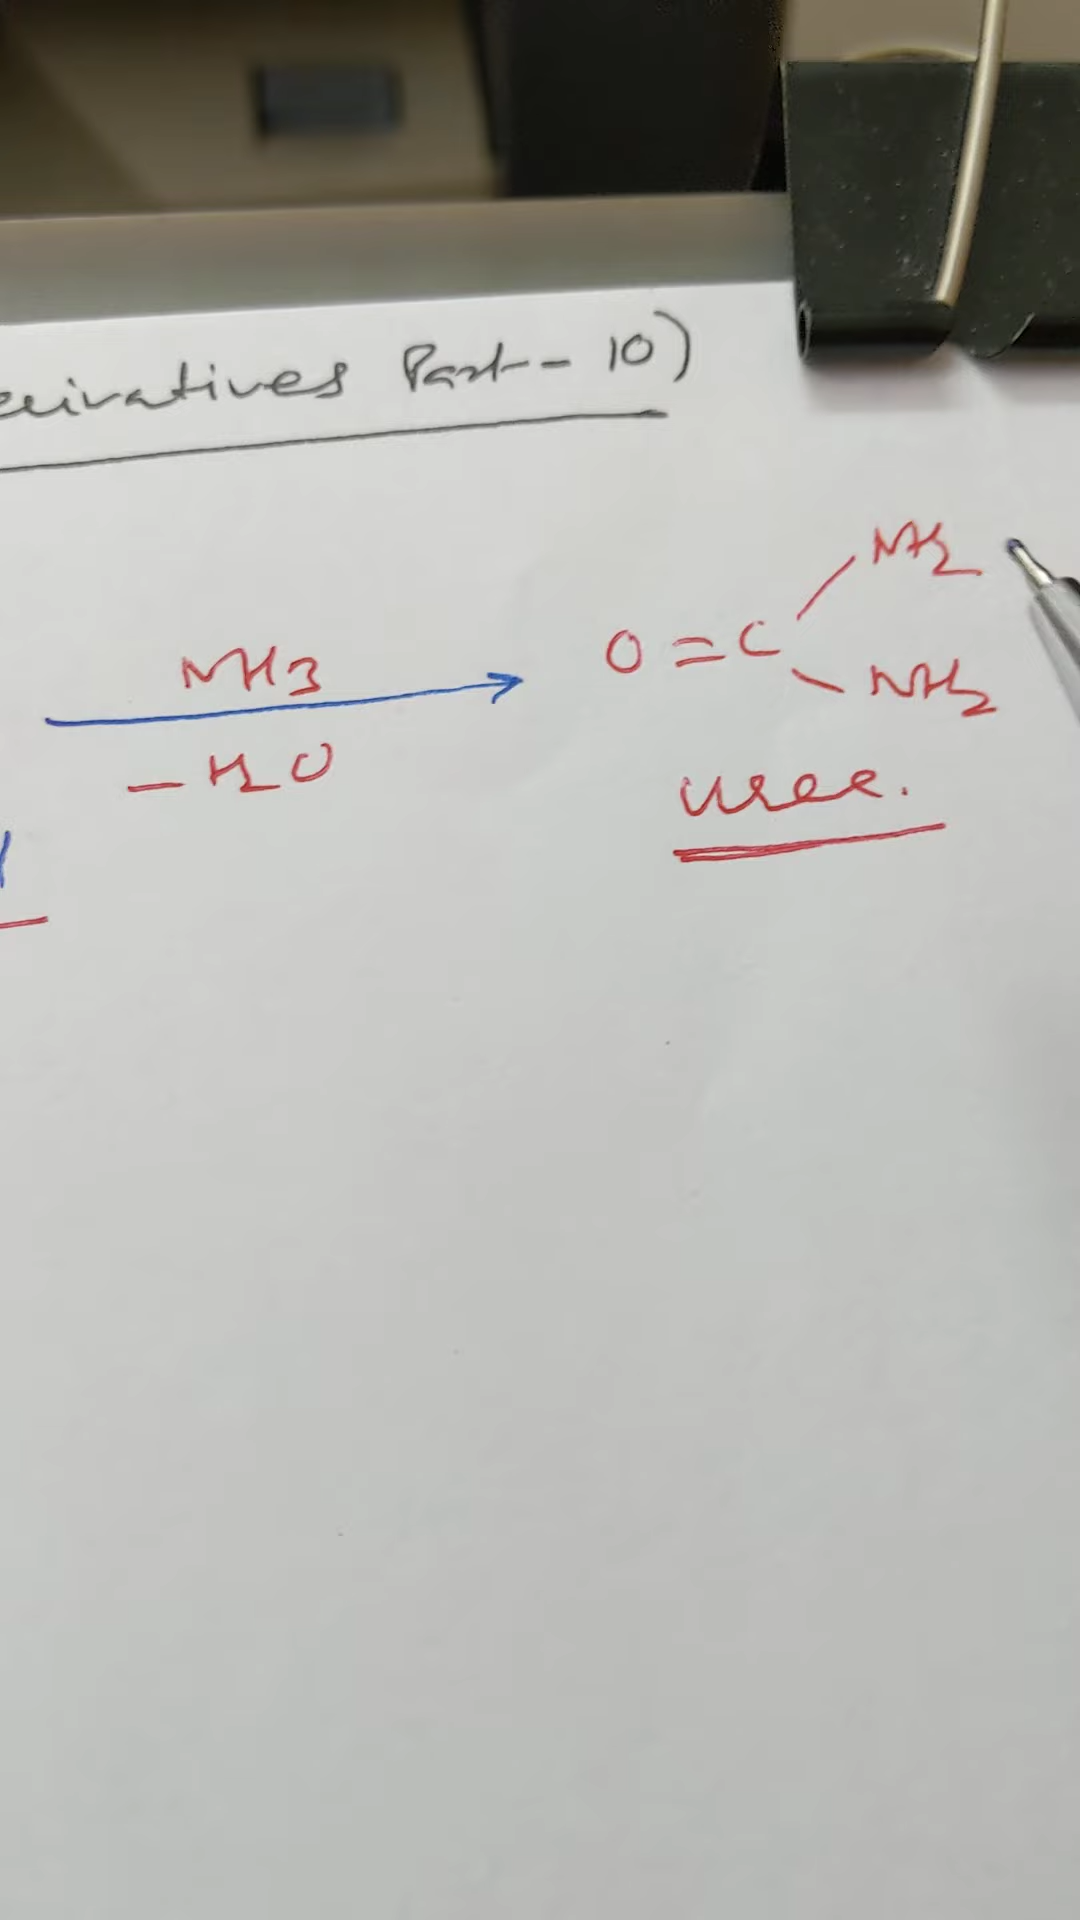 erivatives Part - 10)
NH3
- H2O
O = C
NH2
NH2
urea.